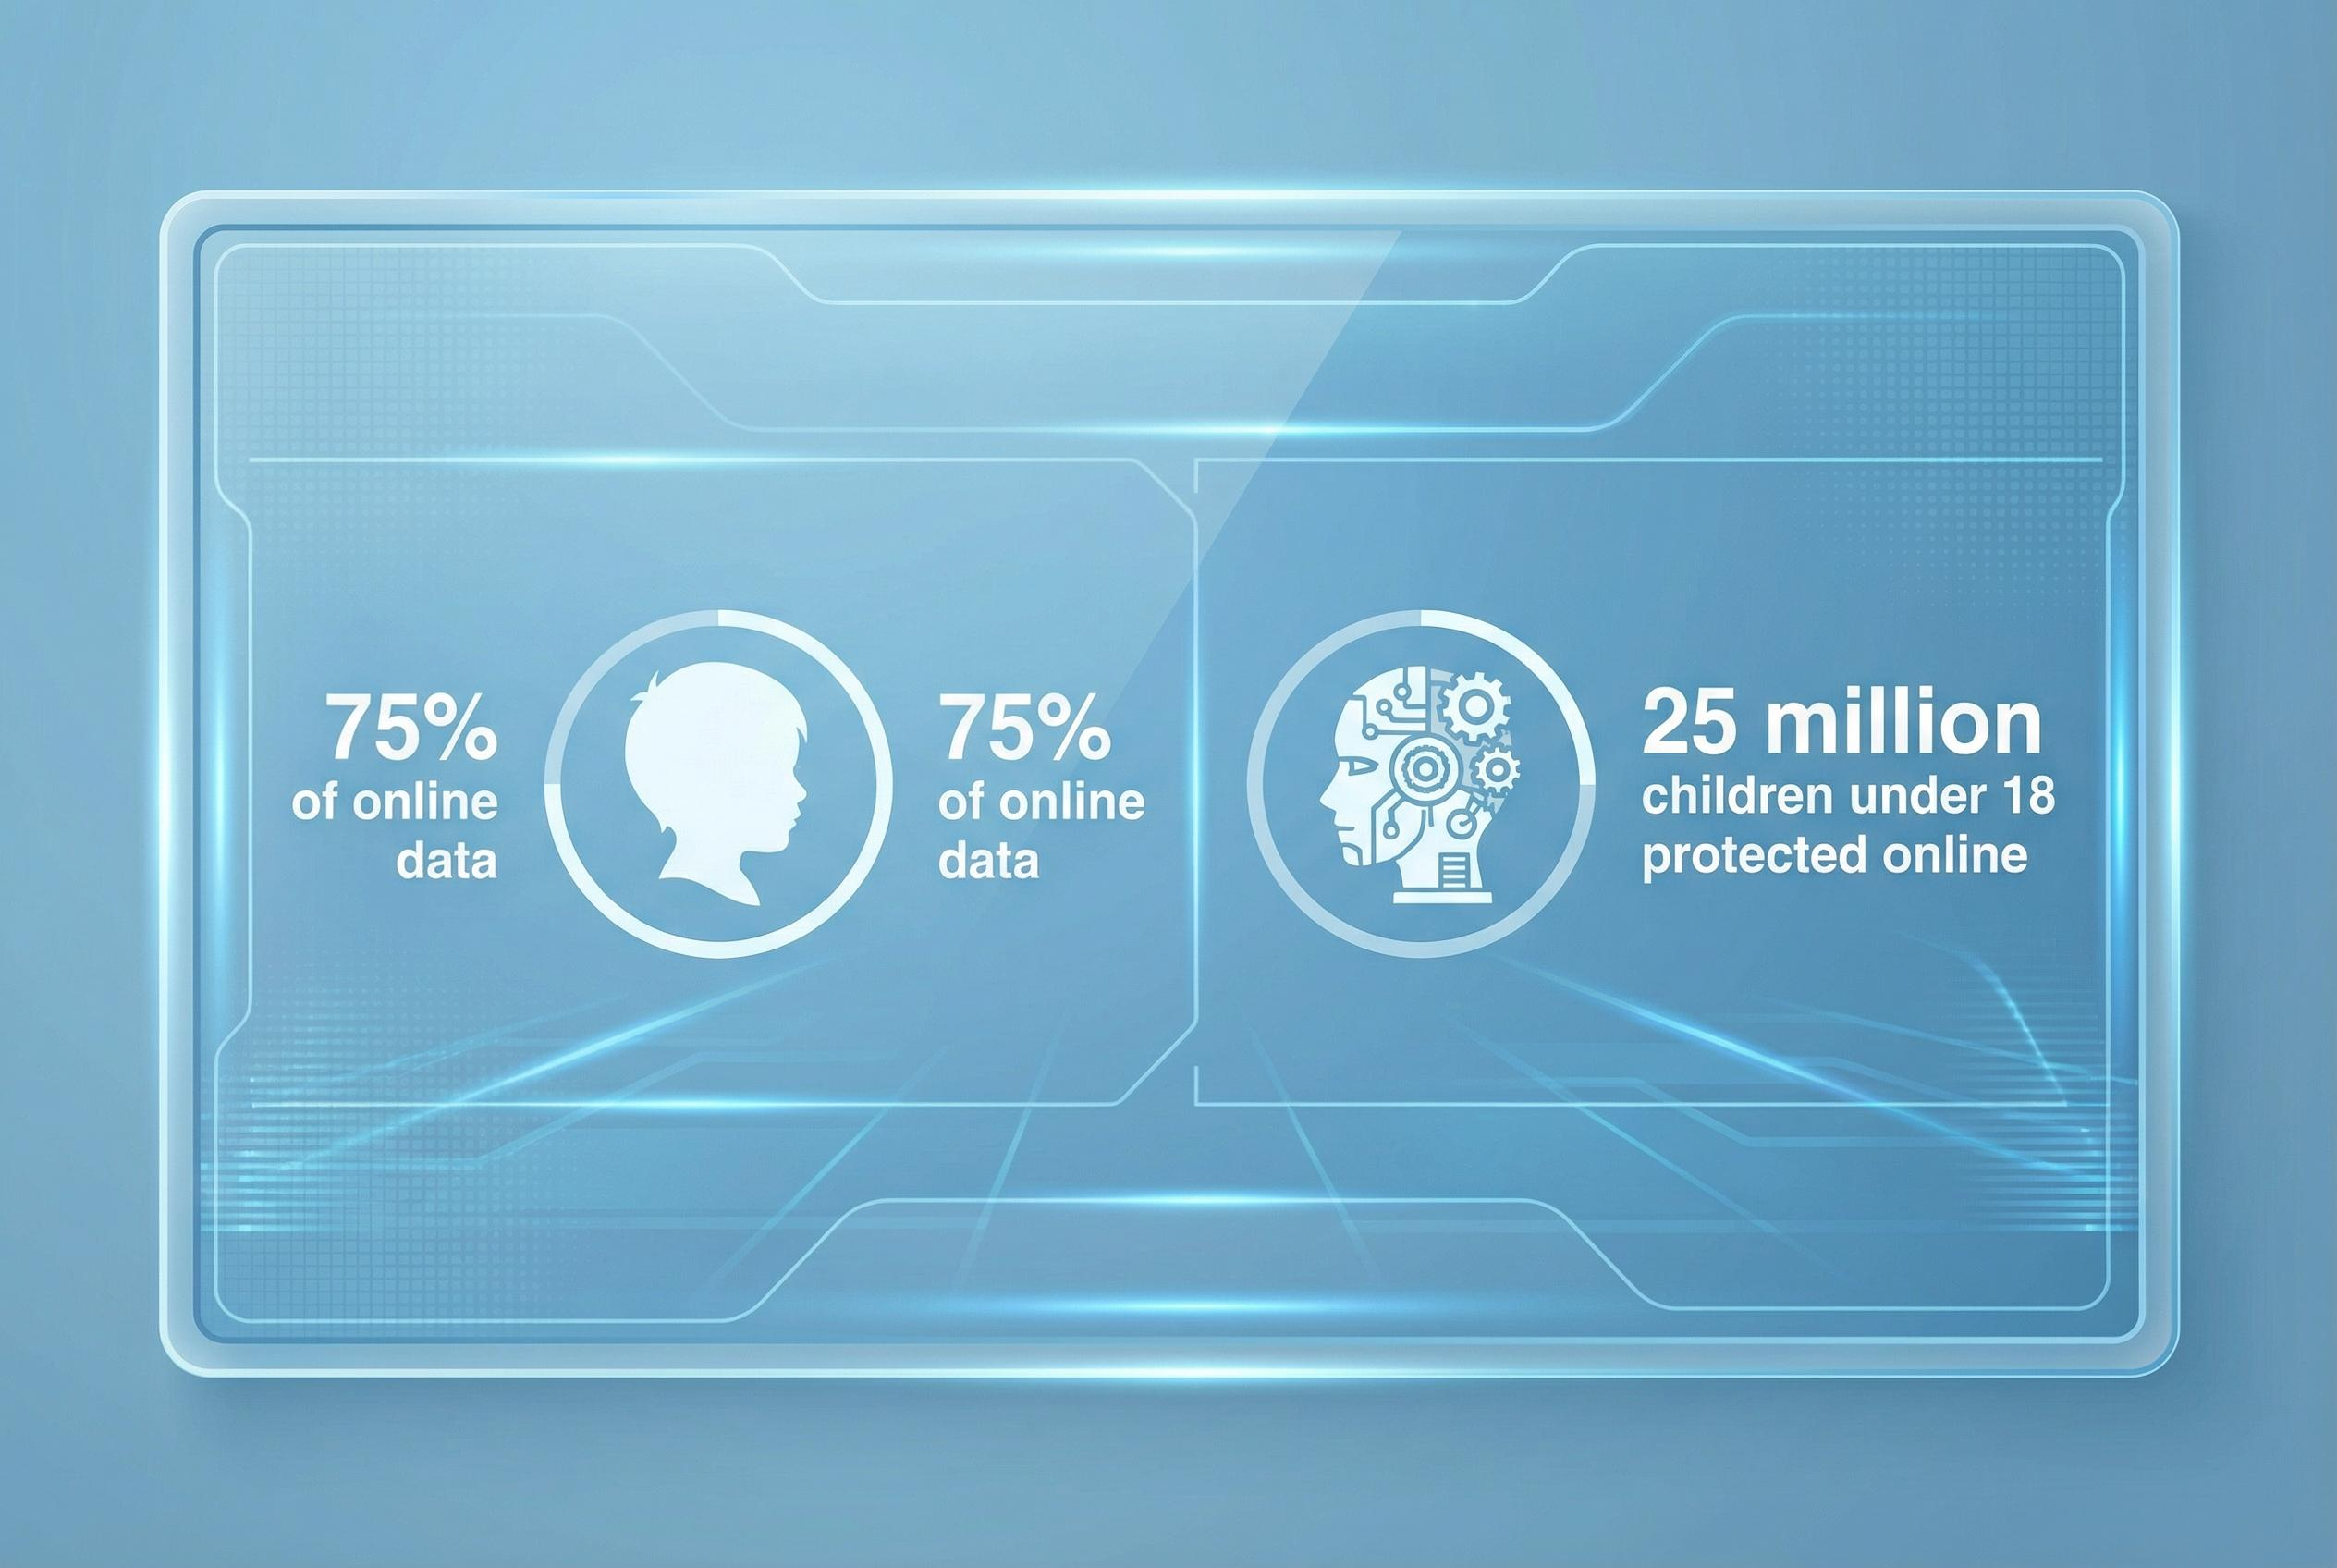 75%
of online
data
75%
of online
data
25 million
children under 18
protected online